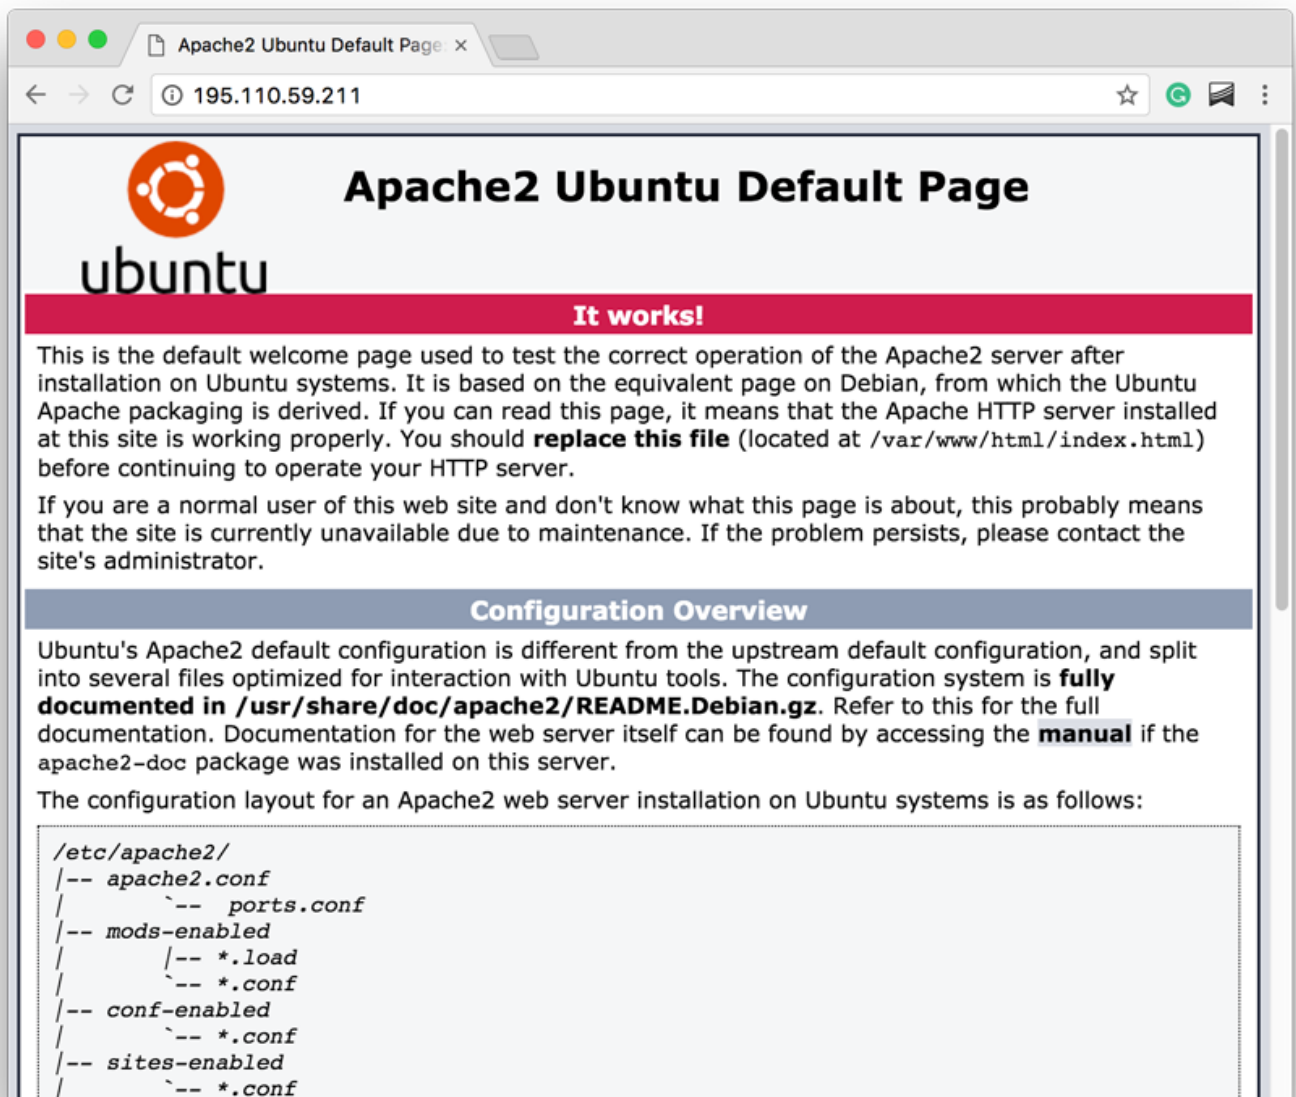 Apache2 Ubuntu Default Page
195.110.59.211
Apache2 Ubuntu Default Page
ubuntu
It works!
This is the default welcome page used to test the correct operation of the Apache2 server after
installation on Ubuntu systems. It is based on the equivalent page on Debian, from which the Ubuntu
Apache packaging is derived. If you can read this page, it means that the Apache HTTP server installed
at this site is working properly. You should replace this file (located at /var/www/html/index.html)
before continuing to operate your HTTP server.
If you are a normal user of this web site and don't know what this page is about, this probably means
that the site is currently unavailable due to maintenance. If the problem persists, please contact the
site's administrator.
Configuration Overview
Ubuntu's Apache2 default configuration is different from the upstream default configuration, and split
into several files optimized for interaction with Ubuntu tools. The configuration system is fully
documented in /usr/share/doc/apache2/README.Debian.gz. Refer to this for the full
documentation. Documentation for the web server itself can be found by accessing the manual if the
apache2-doc package was installed on this server.
The configuration layout for an Apache2 web server installation on Ubuntu systems is as follows:
/etc/apache2/
|-- apache2.conf
|       `--  ports.conf
|-- mods-enabled
|       |-- *.load
|       `-- *.conf
|-- conf-enabled
|       `-- *.conf
|-- sites-enabled
|       `-- *.conf